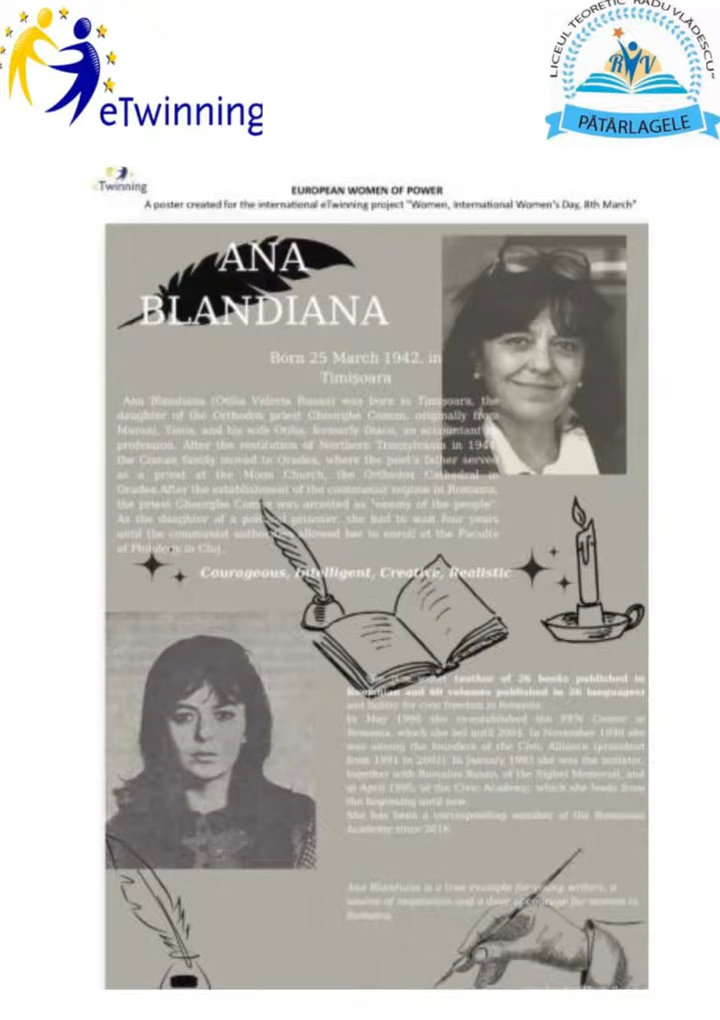 eTwinning
LICEUL TEORETIC "RADU VLĂDESCU"
RV
PĂTÂRLAGELE
eTwinning
EUROPEAN WOMEN OF POWER
A poster created for the international eTwinning project "Women, International Women's Day, 8th March"
ANA
BLANDIANA
Born 25 March 1942, in
Timișoara
Ana Blandiana (Otilia Valeria Rusan) was born in Timișoara, the
daughter of the Orthodox priest Gheorghe Coman, originally from
Murani, Timiș, and his wife Otilia, formerly Diacu, an accountant
profession. After the restitution of Northern Transylvania in
the Coman family moved to Oradea, where the poet's father served
as a priest at the Moon Church, the Orthodox Cathedral in
Oradea. After the establishment of the communist regime in Romania,
the priest Gheorghe Coman was arrested as "enemy of the people".
As the daughter of a political prisoner, she had to wait four years
until the communist authorities allowed her to enroll at the Faculty
of Philology in Cluj.
Courageous, Intelligent, Creative, Realistic
(author of 26 books published in
Romanian and 60 volumes published in 26 languages)
and fighter for civic freedom in Romania.
In May 1990 she re-established the PEN Center in
Romania, which she led until 2004. In November 1990 she
was among the founders of the Civic Alliance (president
from 1991 to 2002). In January 1993 she was the initiator,
together with Romulus Rusan, of the Sighet Memorial, and
in April 1995, of the Civic Academy, which she leads from
the beginning until now.
She has been a corresponding member of the Romanian
Academy since 2016.
Ana Blandiana is a true example for young writers, a
source of inspiration and a dose of courage for women in
Romania.